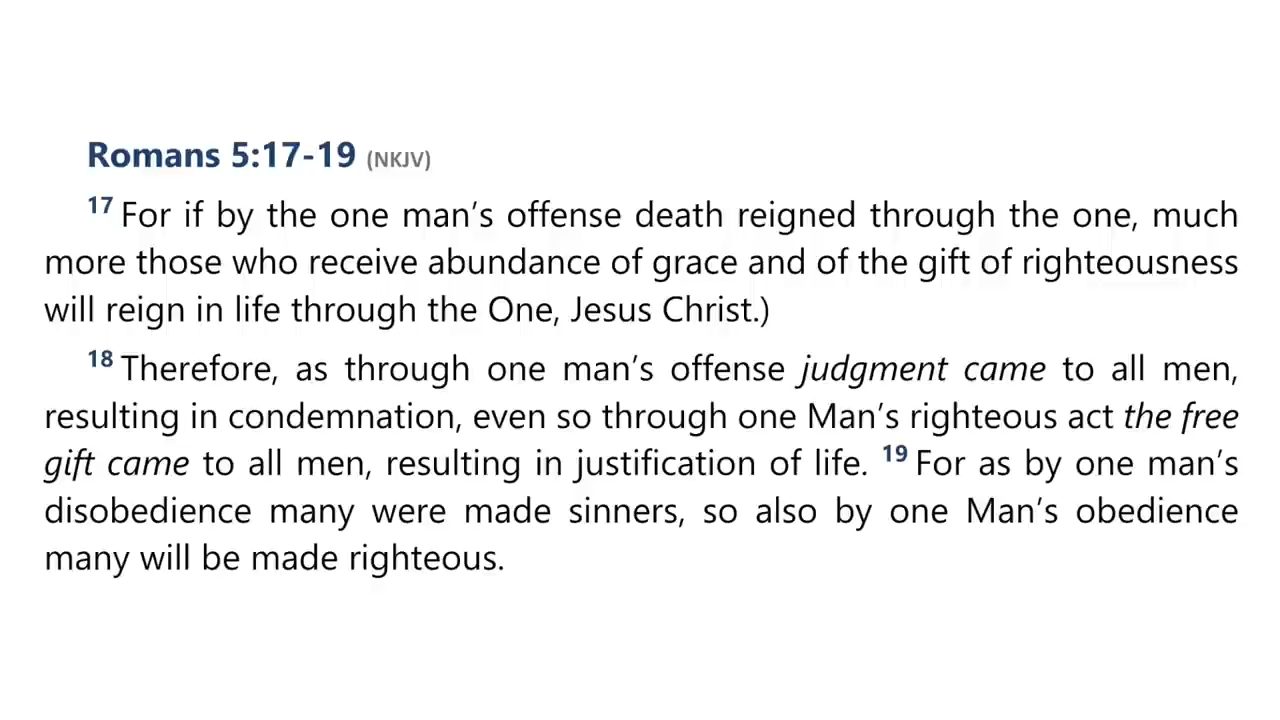 Romans 5:17-19 (NKJV)
17 For if by the one man’s offense death reigned through the one, much
more those who receive abundance of grace and of the gift of righteousness
will reign in life through the One, Jesus Christ.)
18 Therefore, as through one man’s offense judgment came to all men,
resulting in condemnation, even so through one Man’s righteous act the free
gift came to all men, resulting in justification of life. 19 For as by one man’s
disobedience many were made sinners, so also by one Man’s obedience
many will be made righteous.